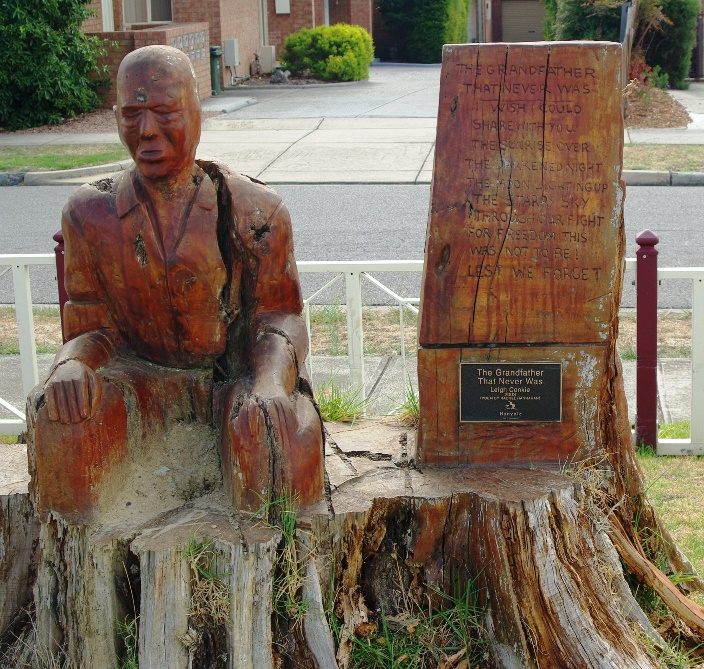 THE GRANDFATHER
THAT NEVER WAS
I WISH I COULD
SHARE WITH YOU
THE SUNRISE OVER
THE DARKENED NIGHT
THE MOON LIGHTING UP
THE STARRY SKY
THROUGH OUR FIGHT
FOR FREEDOM THIS
WAS NOT TO BE!
LEST WE FORGET
The Grandfather
That Never Was
Leigh Conkie
Banyule